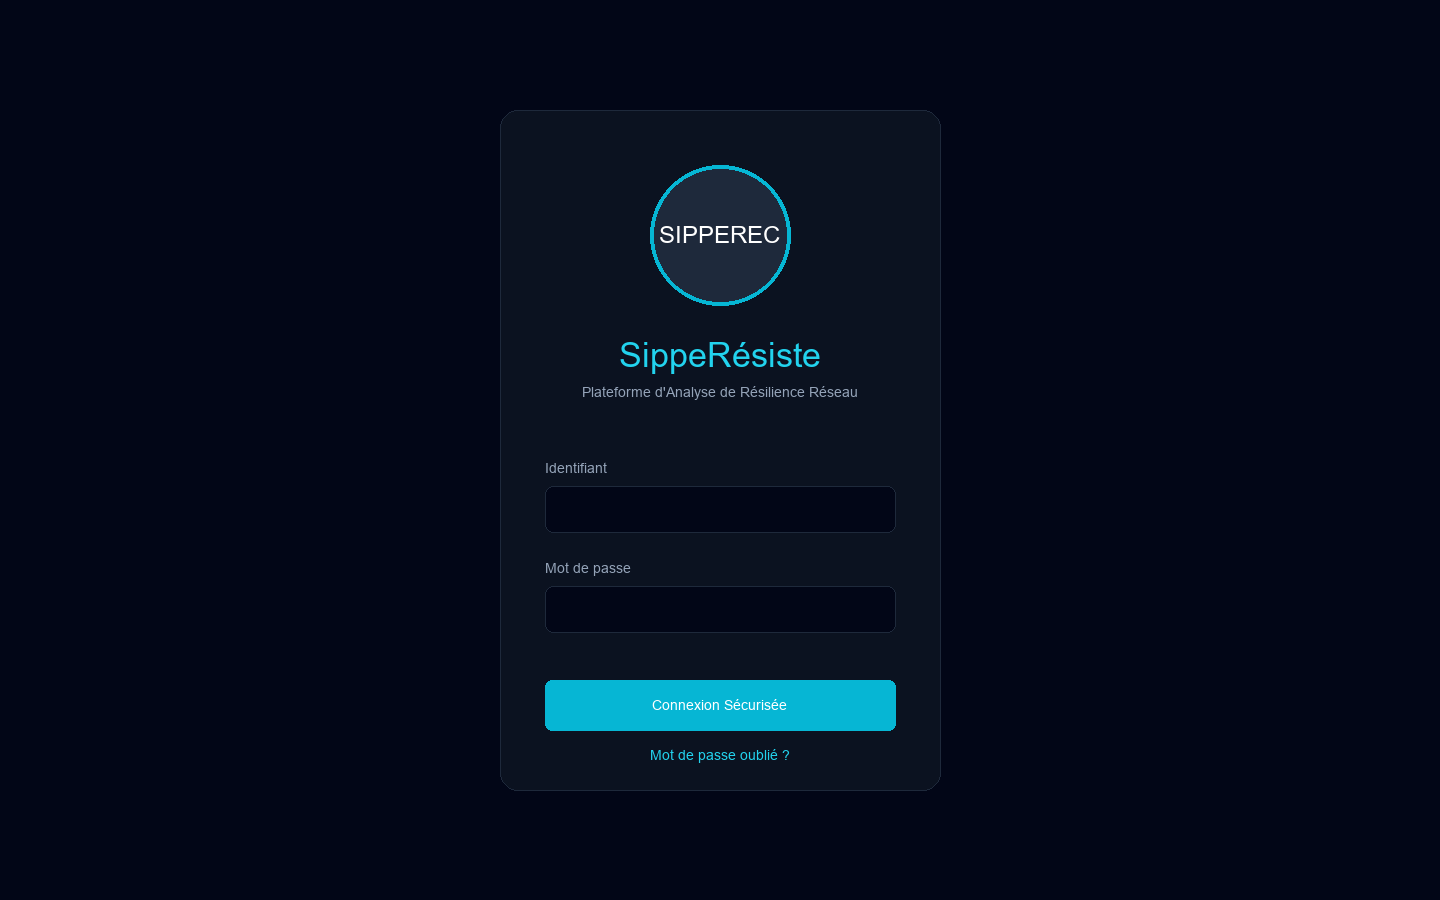 SIPPEREC
SippeRésiste
Plateforme d'Analyse de Résilience Réseau
Identifiant
Mot de passe
Connexion Sécurisée
Mot de passe oublié ?